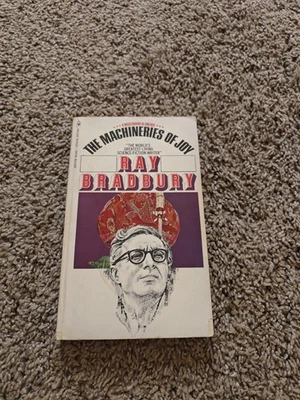 THE MACHINERIES OF JOY
"THE WORLD'S
GREATEST LIVING
SCIENCE-FICTION WRITER"
RAY
BRADBURY